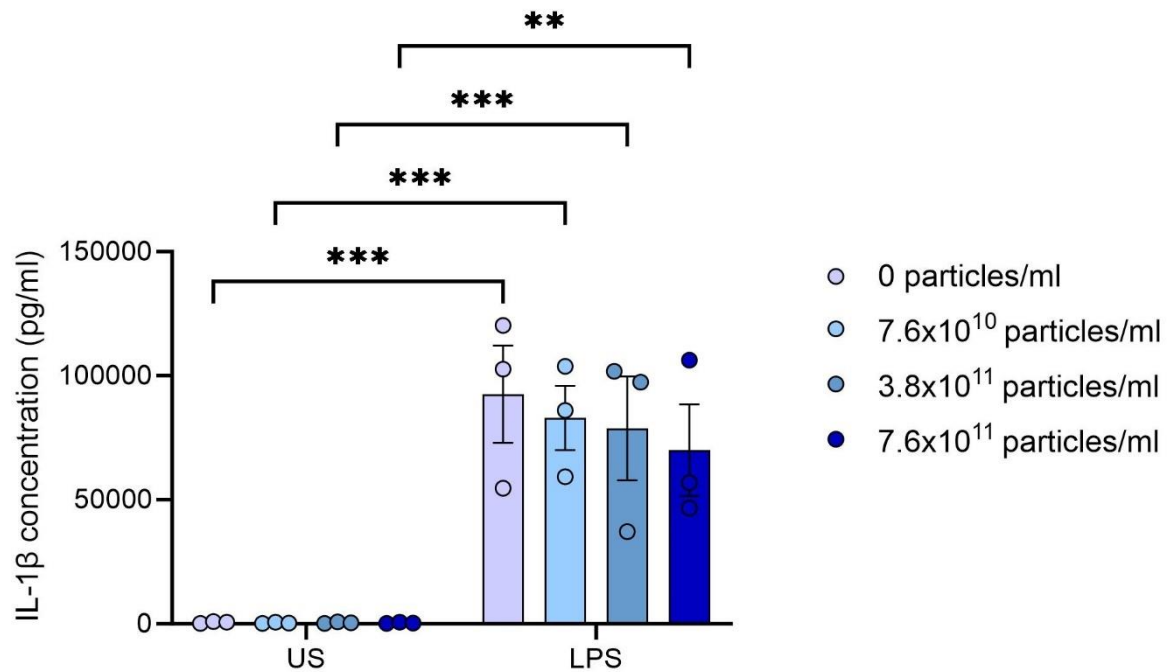 **
***
***
***
IL-1β concentration (pg/ml)
150000
100000
50000
0
US
LPS
0 particles/ml
7.6x10¹⁰ particles/ml
3.8x10¹¹ particles/ml
7.6x10¹¹ particles/ml